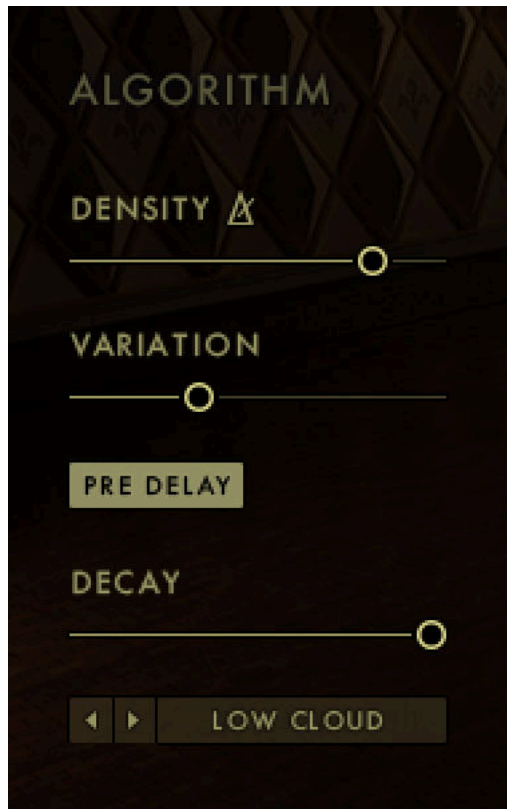 ALGORITHM
DENSITY
VARIATION
PRE DELAY
DECAY
LOW CLOUD